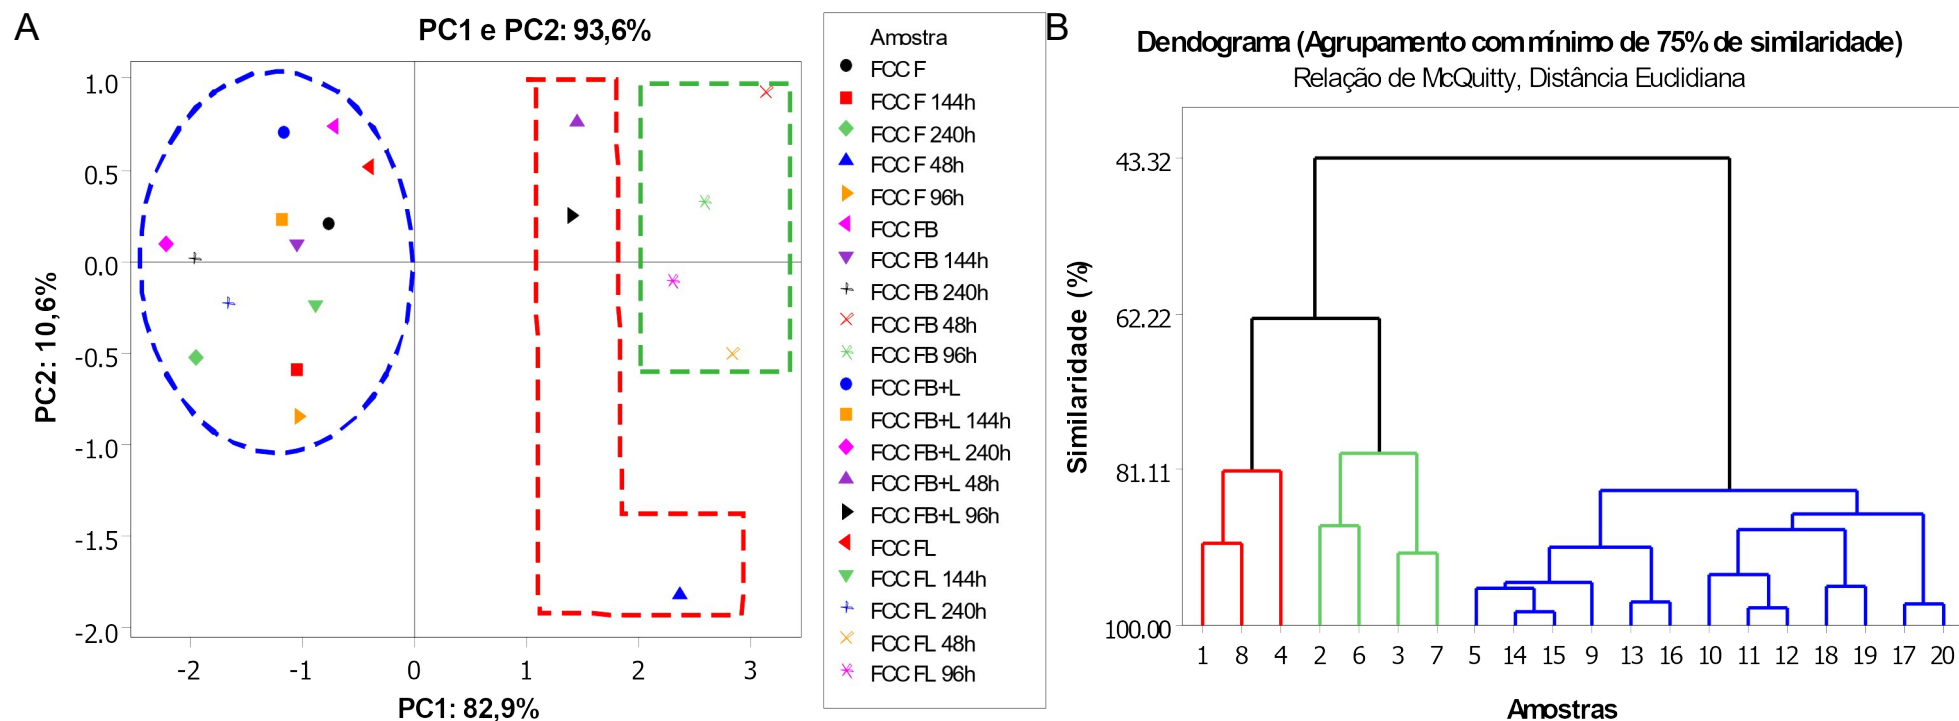 A
PC1 e PC2: 93,6%
1.0
0.5
0.0
-0.5
-1.0
-1.5
-2.0
PC2: 10,6%
-2 -1 0 1 2 3
PC1: 82,9%
Amostra
FCC F
FCC F 144h
FCC F 240h
FCC F 48h
FCC F 96h
FCC FB
FCC FB 144h
FCC FB 240h
FCC FB 48h
FCC FB 96h
FCC FB+L
FCC FB+L 144h
FCC FB+L 240h
FCC FB+L 48h
FCC FB+L 96h
FCC FL
FCC FL 144h
FCC FL 240h
FCC FL 48h
FCC FL 96h
B
Dendograma (Agrupamento com mínimo de 75% de similaridade)
Relação de McQuitty, Distância Euclidiana
43.32
62.22
81.11
100.00
Similaridade (%)
1 8 4 2 6 3 7 5 14 15 9 13 16 10 11 12 18 19 17 20
Amostras